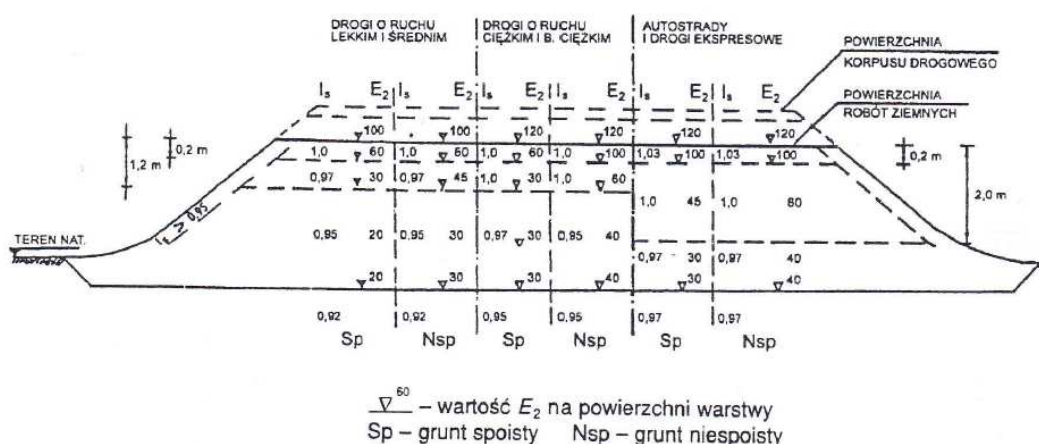 DROGI O RUCHU
LEKKIM I ŚREDNIM
DROGI O RUCHU
CIĘŻKIM I B. CIĘŻKIM
AUTOSTRADY
I DROGI EKSPRESOWE
POWIERZCHNIA
KORPUSU DROGOWEGO
POWIERZCHNIA
ROBÓT ZIEMNYCH
Is E2 Is E2 Is E2 Is E2 Is E2 Is E2
100 100 120 120 120 120
1,0 60 1,0 60 1,0 60 1,0 100 1,03 100 1,03 100
0,97 30 0,97 45 1,0 30 1,0 60
1,0 45 1,0 60
0,95 20 0,95 30 0,97 30 0,95 40
0,97 30 0,97 40
20 30 30 40 30 40
0,92 0,92 0,95 0,95 0,97 0,97
Sp Nsp Sp Nsp Sp Nsp
1,2 m
0,2 m
0,2 m
2,0 m
≥ 0,95
TEREN NAT.
60 – wartość E2 na powierzchni warstwy
Sp – grunt spoisty Nsp – grunt niespoisty